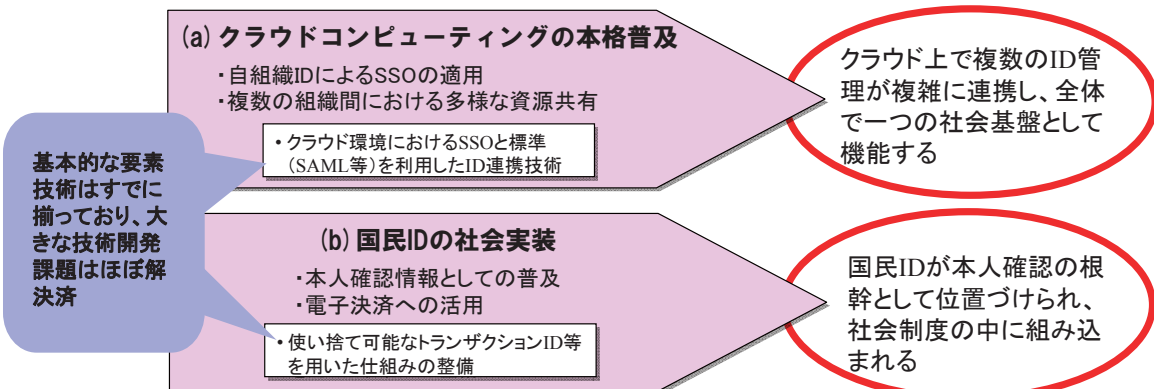 (a) クラウドコンピューティングの本格普及
・自組織IDによるSSOの適用
・複数の組織間における多様な資源共有
・クラウド環境におけるSSOと標準
（SAML等）を利用したID連携技術
クラウド上で複数のID管
理が複雑に連携し、全体
で一つの社会基盤として
機能する
基本的な要素
技術はすでに
揃っており、大
きな技術開発
課題はほぼ解
決済
(b) 国民IDの社会実装
・本人確認情報としての普及
・電子決済への活用
・使い捨て可能なトランザクションID等
を用いた仕組みの整備
国民IDが本人確認の根
幹として位置づけられ、
社会制度の中に組み込
まれる